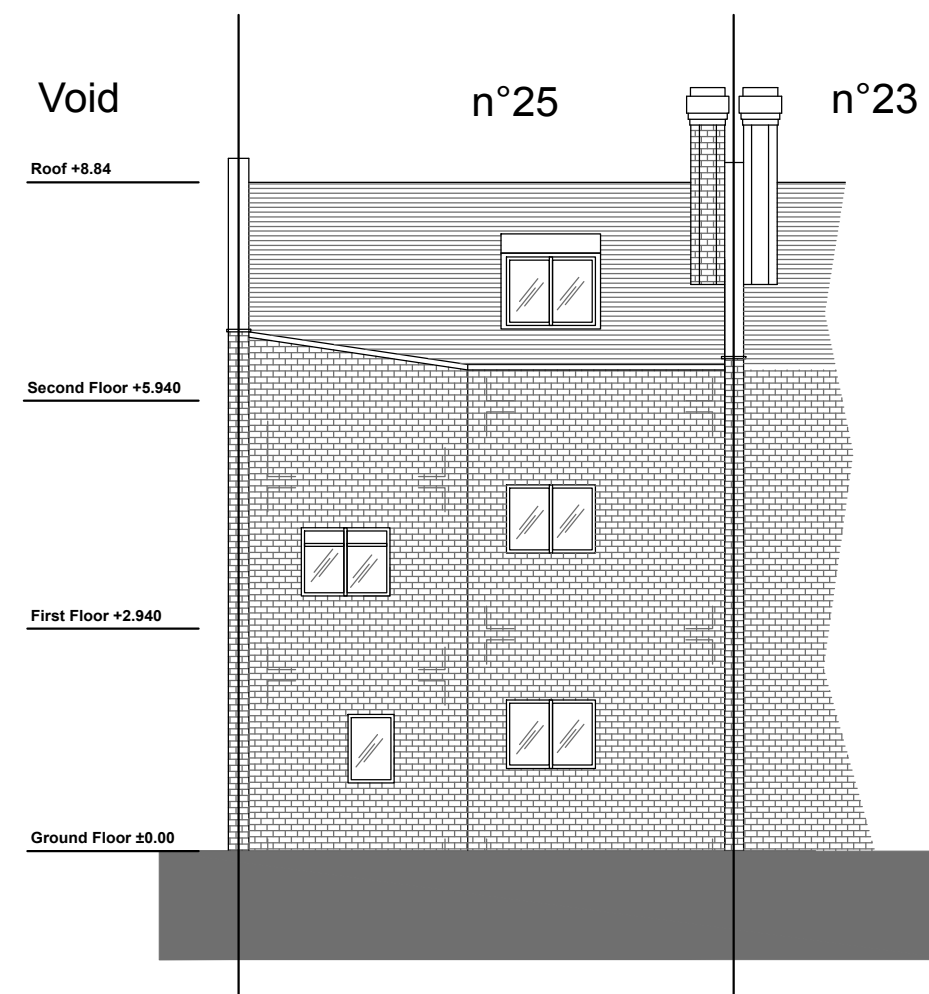 Void
n°25
n°23
Roof +8.84
Second Floor +5.940
First Floor +2.940
Ground Floor ±0.00